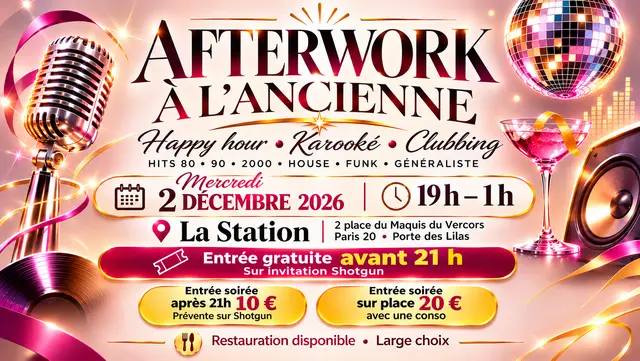 AFTERWORK
À L'ANCIENNE
Happy hour • Karooké • Clubbing
HITS 80 • 90 • 2000 • HOUSE • FUNK • GÉNÉRALISTE
Mercredi
2 DÉCEMBRE 2026
19h – 1h
La Station
2 place du Maquis du Vercors
Paris 20 • Porte des Lilas
Entrée gratuite avant 21 h
Sur invitation Shotgun
Entrée soirée
après 21h 10 €
Prévente sur Shotgun
Entrée soirée
sur place 20 €
avec une conso
Restauration disponible • Large choix